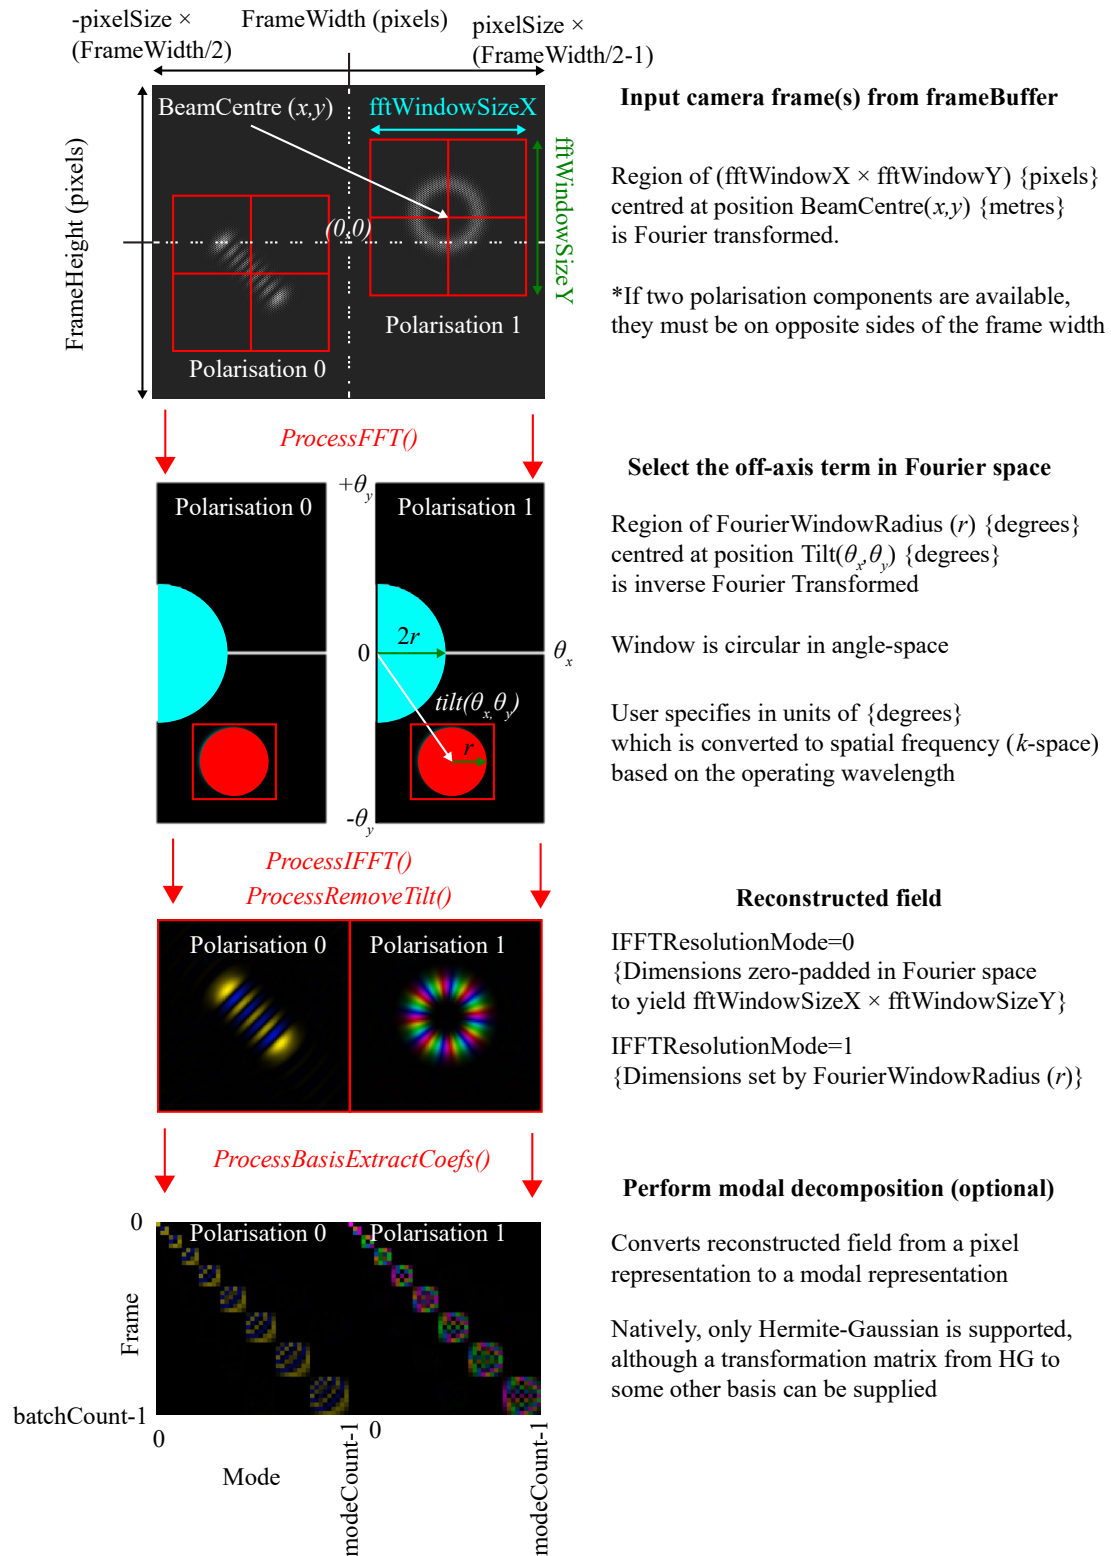 -pixelSize ×
(FrameWidth/2)
FrameWidth (pixels)
pixelSize ×
(FrameWidth/2-1)
FrameHeight (pixels)
BeamCentre (x,y)
fftWindowSizeX
fftWindowSizeY
(0,0)
Polarisation 0
Polarisation 1
Input camera frame(s) from frameBuffer
Region of (fftWindowX × fftWindowY) {pixels}
centred at position BeamCentre(x,y) {metres}
is Fourier transformed.
*If two polarisation components are available,
they must be on opposite sides of the frame width
ProcessFFT()
Polarisation 0
+θy
Polarisation 1
2r
0
θx
tilt(θx,θy)
r
-θy
Select the off-axis term in Fourier space
Region of FourierWindowRadius (r) {degrees}
centred at position Tilt(θx,θy) {degrees}
is inverse Fourier Transformed
Window is circular in angle-space
User specifies in units of {degrees}
which is converted to spatial frequency (k-space)
based on the operating wavelength
ProcessIFFT()
ProcessRemoveTilt()
Polarisation 0
Polarisation 1
Reconstructed field
IFFTResolutionMode=0
{Dimensions zero-padded in Fourier space
to yield fftWindowSizeX × fftWindowSizeY}
IFFTResolutionMode=1
{Dimensions set by FourierWindowRadius (r)}
ProcessBasisExtractCoefs()
0
Polarisation 0
Polarisation 1
Frame
batchCount-1
0
modeCount-1
0
modeCount-1
Mode
Perform modal decomposition (optional)
Converts reconstructed field from a pixel
representation to a modal representation
Natively, only Hermite-Gaussian is supported,
although a transformation matrix from HG to
some other basis can be supplied